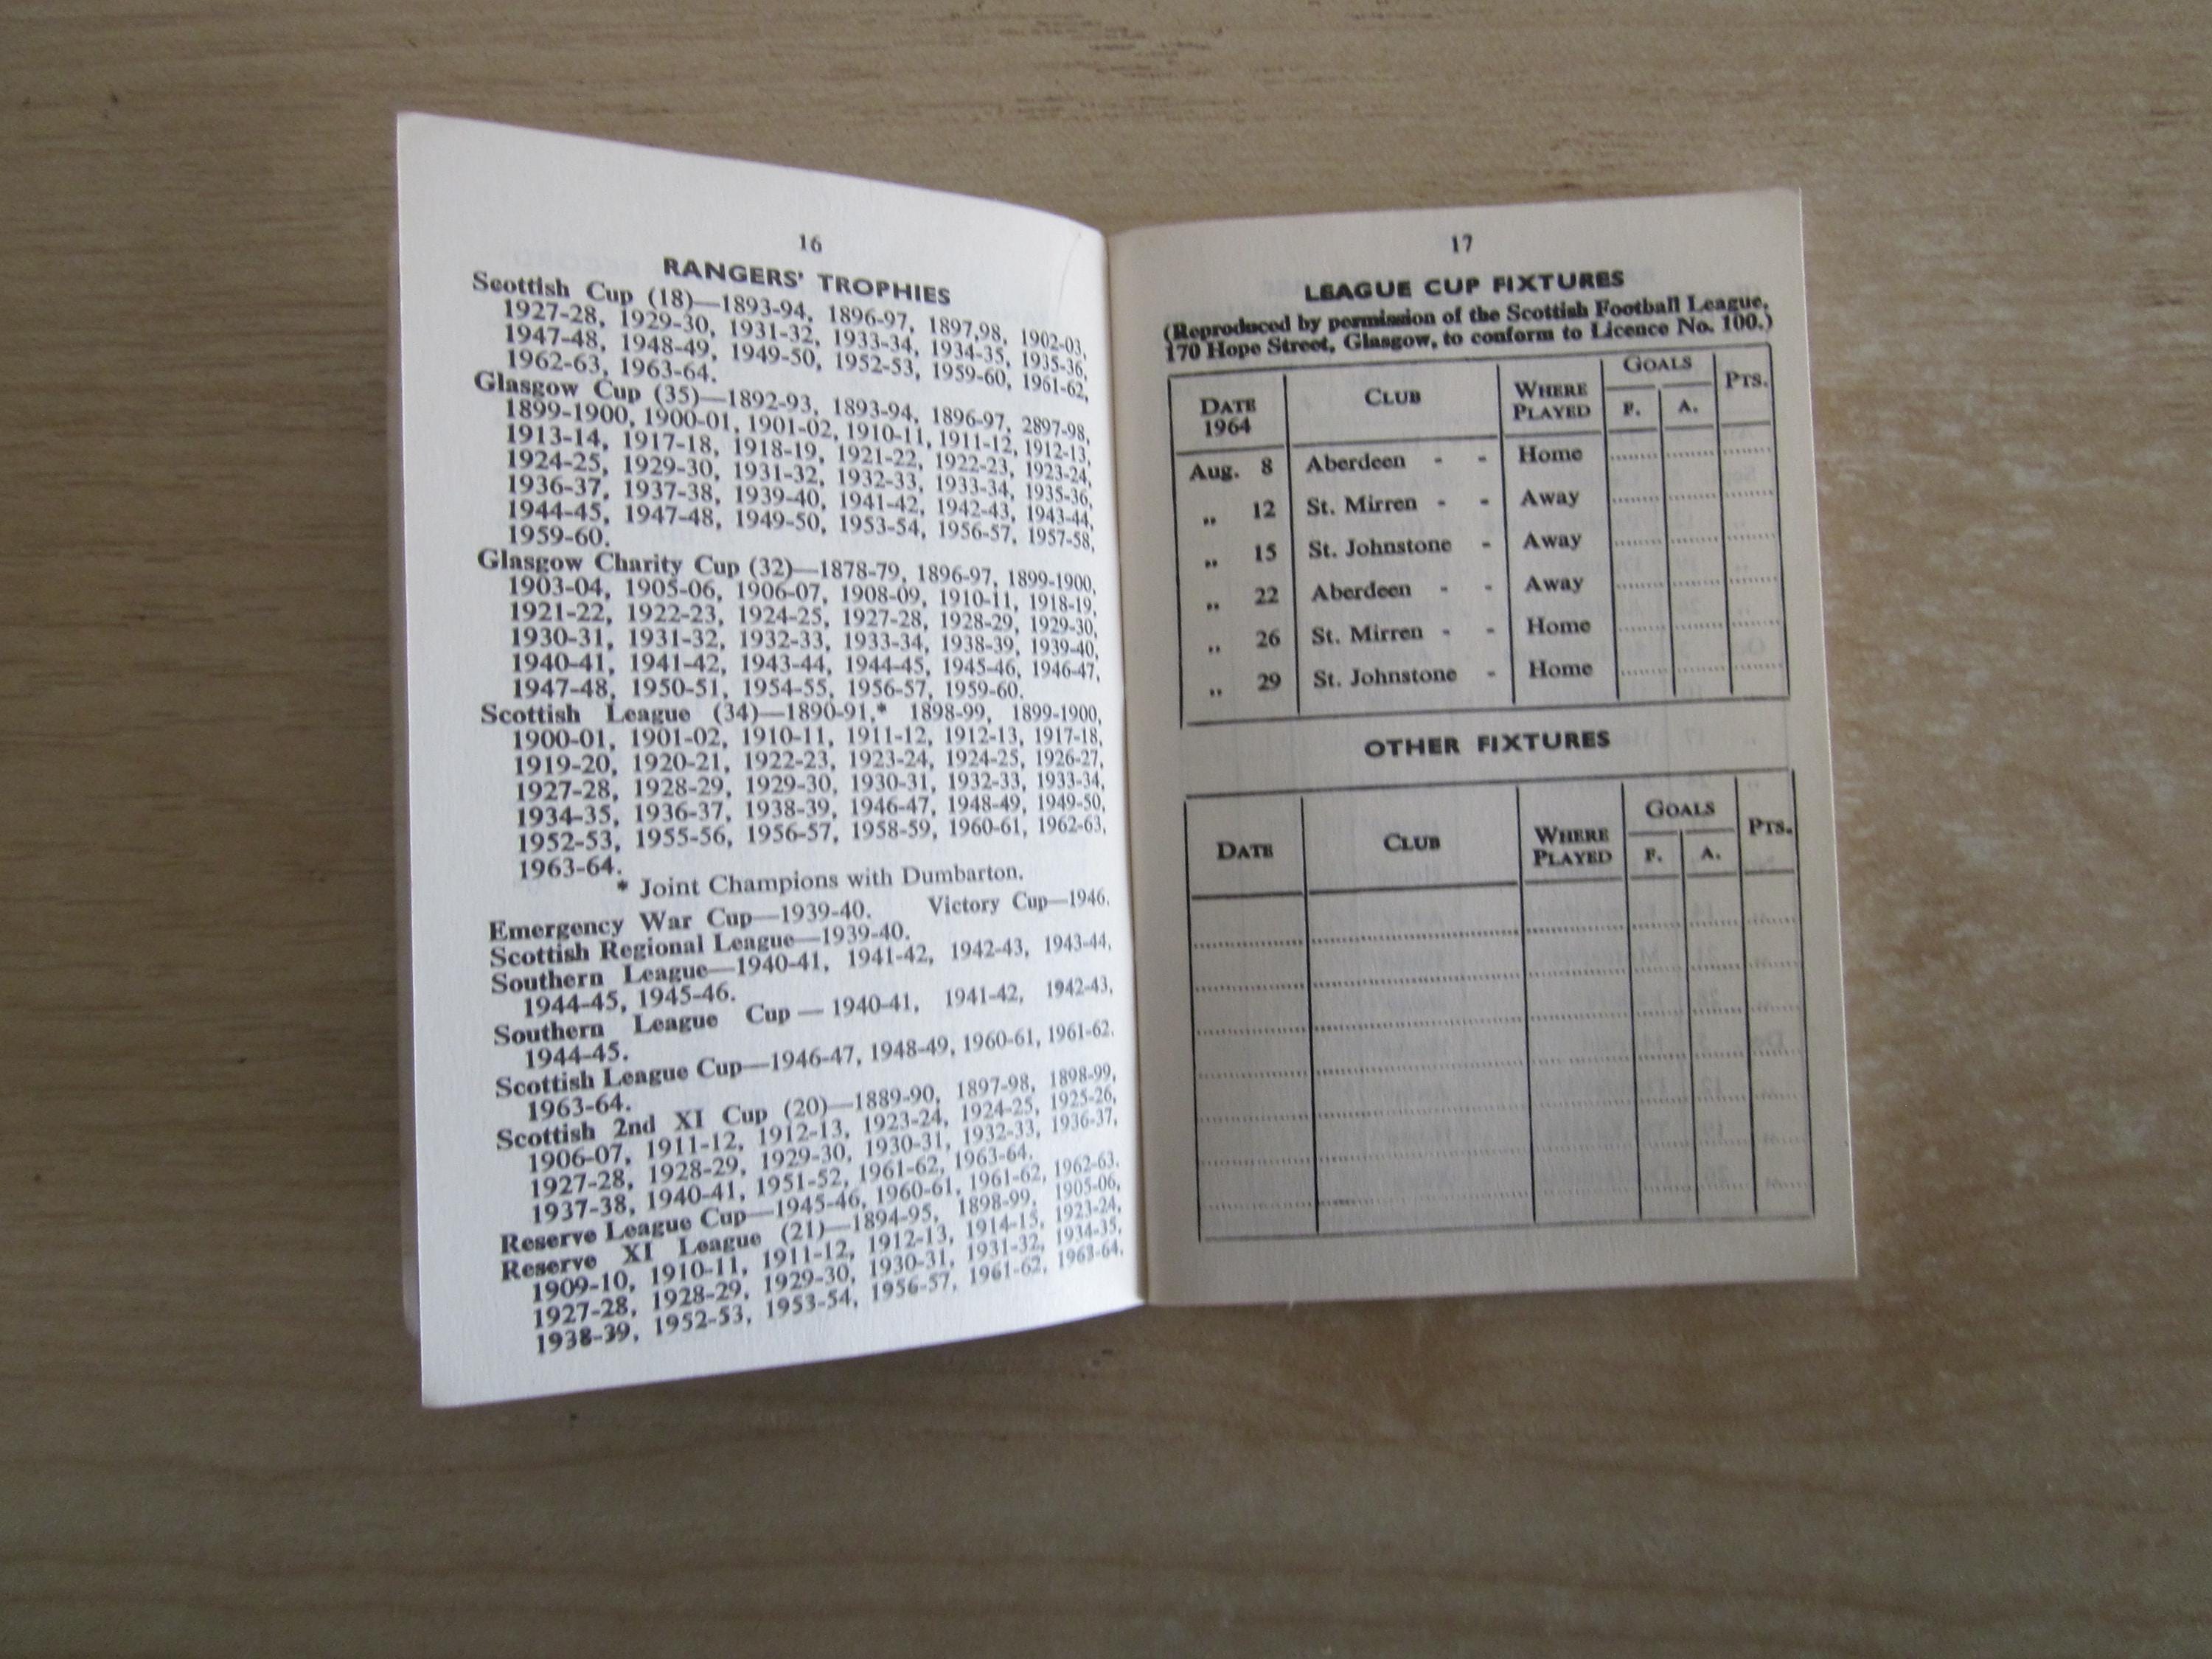 16
RANGERS' TROPHIES
Scottish Cup (18)—1893-94, 1896-97, 1897,98, 1902-03,
1927-28, 1929-30, 1931-32, 1933-34, 1934-35, 1935-36,
1947-48, 1948-49, 1949-50, 1952-53, 1959-60, 1961-62,
1962-63, 1963-64.
Glasgow Cup (35)—1892-93, 1893-94, 1896-97, 2897-98,
1899-1900, 1900-01, 1901-02, 1910-11, 1911-12, 1912-13,
1913-14, 1917-18, 1918-19, 1921-22, 1922-23, 1923-24,
1924-25, 1929-30, 1931-32, 1932-33, 1933-34, 1935-36,
1936-37, 1937-38, 1939-40, 1941-42, 1942-43, 1943-44,
1944-45, 1947-48, 1949-50, 1953-54, 1956-57, 1957-58,
1959-60.
Glasgow Charity Cup (32)—1878-79, 1896-97, 1899-1900,
1903-04, 1905-06, 1906-07, 1908-09, 1910-11, 1918-19,
1921-22, 1922-23, 1924-25, 1927-28, 1928-29, 1929-30,
1930-31, 1931-32, 1932-33, 1933-34, 1938-39, 1939-40,
1940-41, 1941-42, 1943-44, 1944-45, 1945-46, 1946-47,
1947-48, 1950-51, 1954-55, 1956-57, 1959-60.
Scottish League (34)—1890-91,* 1898-99, 1899-1900,
1900-01, 1901-02, 1910-11, 1911-12, 1912-13, 1917-18,
1919-20, 1920-21, 1922-23, 1923-24, 1924-25, 1926-27,
1927-28, 1928-29, 1929-30, 1930-31, 1932-33, 1933-34,
1934-35, 1936-37, 1938-39, 1946-47, 1948-49, 1949-50,
1952-53, 1955-56, 1956-57, 1958-59, 1960-61, 1962-63,
1963-64.
* Joint Champions with Dumbarton.
Emergency War Cup—1939-40. Victory Cup—1946.
Scottish Regional League—1939-40.
Southern League—1940-41, 1941-42, 1942-43, 1943-44,
1944-45, 1945-46.
Southern League Cup — 1940-41, 1941-42, 1942-43,
1944-45.
Scottish League Cup—1946-47, 1948-49, 1960-61, 1961-62.
1963-64.
Scottish 2nd XI Cup (20)—1889-90, 1897-98, 1898-99,
1906-07, 1911-12, 1912-13, 1923-24, 1924-25, 1925-26,
1927-28, 1928-29, 1929-30, 1930-31, 1932-33, 1936-37,
1937-38, 1940-41, 1951-52, 1961-62, 1963-64.
Reserve League Cup—1945-46, 1960-61, 1961-62, 1962-63.
Reserve XI League (21)—1894-95, 1898-99, 1905-06,
1909-10, 1910-11, 1911-12, 1912-13, 1914-15, 1923-24,
1927-28, 1928-29, 1929-30, 1930-31, 1931-32, 1934-35,
1938-39, 1952-53, 1953-54, 1956-57, 1961-62, 1963-64.
17
LEAGUE CUP FIXTURES
(Reproduced by permission of the Scottish Football League,
170 Hope Street, Glasgow, to conform to Licence No. 100.)
DATE 1964 CLUB WHERE PLAYED GOALS F. A. PTS.
Aug. 8 Aberdeen - - Home
„ 12 St. Mirren - - Away
„ 15 St. Johnstone - Away
„ 22 Aberdeen - - Away
„ 26 St. Mirren - - Home
„ 29 St. Johnstone - Home
OTHER FIXTURES
DATE CLUB WHERE PLAYED GOALS F. A. PTS.